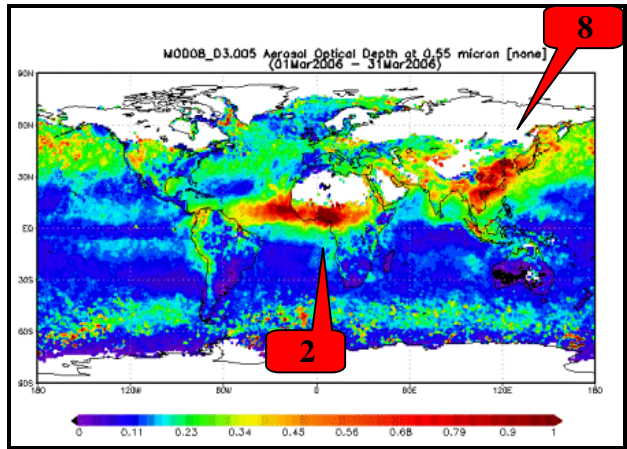 8
MOD08_D3.005 Aerosol Optical Depth at 0.55 micron [none]
(01Mar2006 - 31Mar2006)
90N
60N
30N
EQ
30S
60S
90S
180 120W 60W 0 60E 120E 180
2
0 0.11 0.23 0.34 0.45 0.56 0.68 0.79 0.9 1